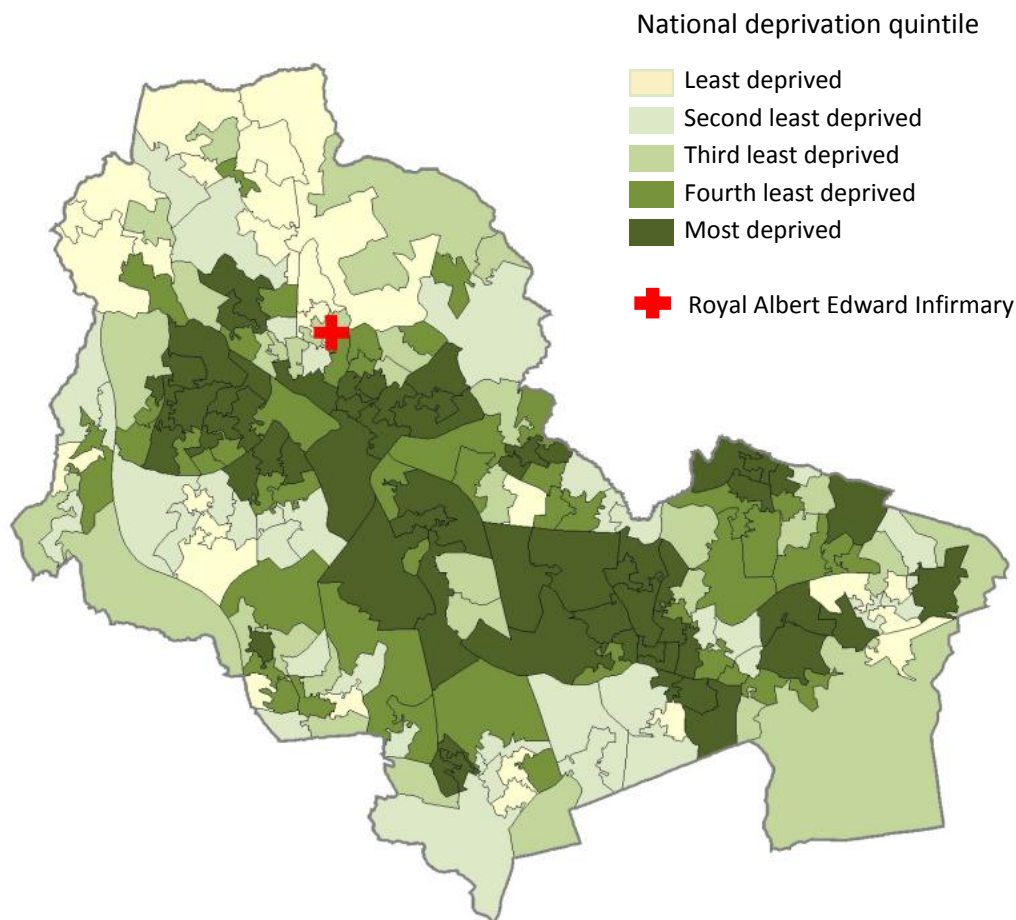 National deprivation quintile
Least deprived
Second least deprived
Third least deprived
Fourth least deprived
Most deprived
Royal Albert Edward Infirmary